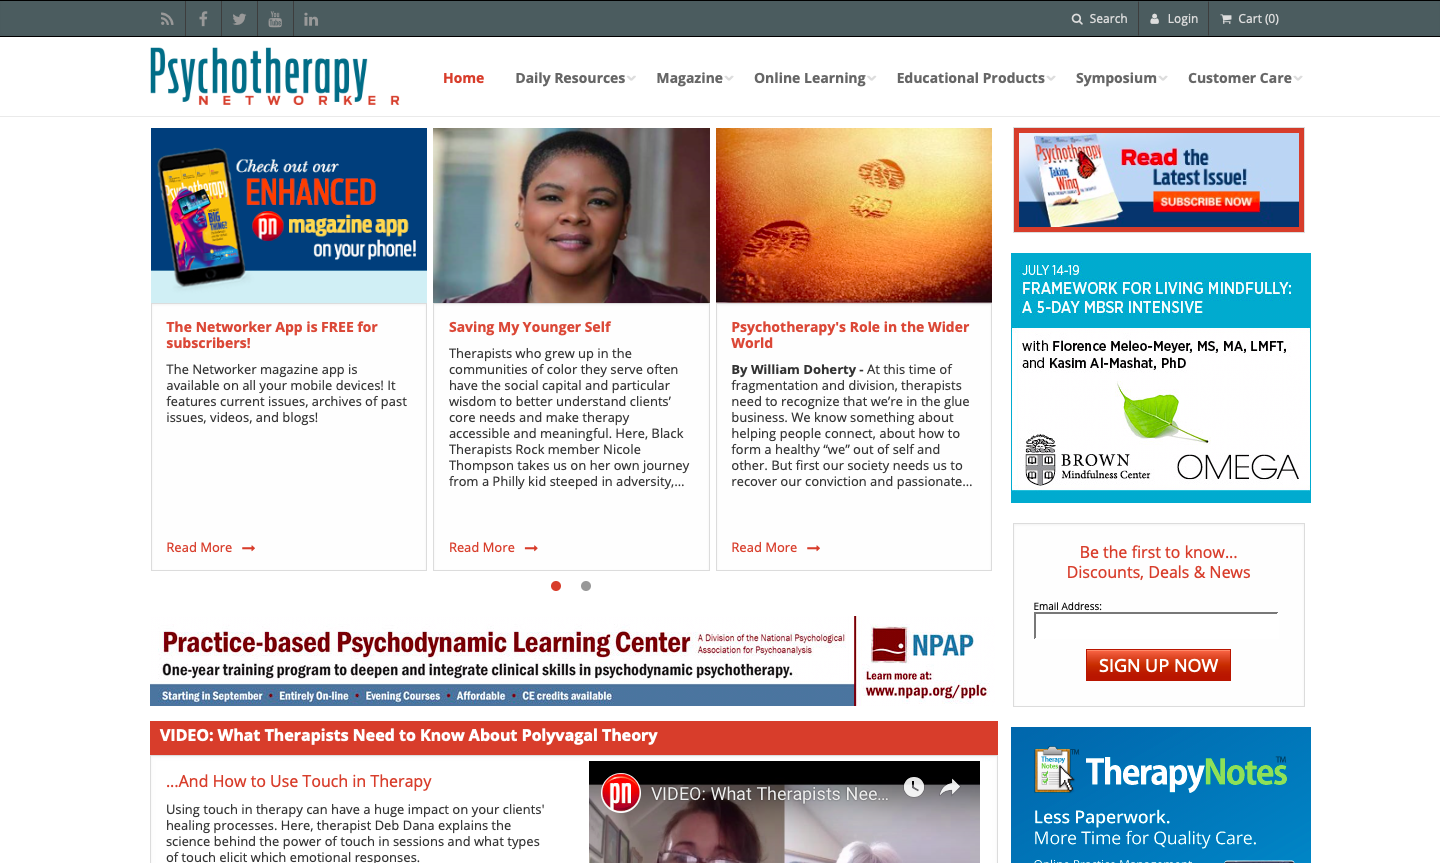 Search
Login
Cart (0)
Psychotherapy
NETWORKER
Home
Daily Resources
Magazine
Online Learning
Educational Products
Symposium
Customer Care
Check out our
ENHANCED
pn magazine app
on your phone!
The Networker App is FREE for
subscribers!
The Networker magazine app is
available on all your mobile devices! It
features current issues, archives of past
issues, videos, and blogs!
Read More
Saving My Younger Self
Therapists who grew up in the
communities of color they serve often
have the social capital and particular
wisdom to better understand clients’
core needs and make therapy
accessible and meaningful. Here, Black
Therapists Rock member Nicole
Thompson takes us on her own journey
from a Philly kid steeped in adversity,...
Read More
Psychotherapy's Role in the Wider
World
By William Doherty - At this time of
fragmentation and division, therapists
need to recognize that we’re in the glue
business. We know something about
helping people connect, about how to
form a healthy “we” out of self and
other. But first our society needs us to
recover our conviction and passionate...
Read More
Psychotherapy
Taking
Wing
Read the
Latest Issue!
SUBSCRIBE NOW
JULY 14-19
FRAMEWORK FOR LIVING MINDFULLY:
A 5-DAY MBSR INTENSIVE
with Florence Meleo-Meyer, MS, MA, LMFT,
and Kasim Al-Mashat, PhD
BROWN
Mindfulness Center
OMEGA
Be the first to know...
Discounts, Deals & News
Email Address:
SIGN UP NOW
Practice-based Psychodynamic Learning Center
A Division of the National Psychological
Association for Psychoanalysis
One-year training program to deepen and integrate clinical skills in psychodynamic psychotherapy.
Starting in September • Entirely On-line • Evening Courses • Affordable • CE credits available
NPAP
Learn more at:
www.npap.org/pplc
VIDEO: What Therapists Need to Know About Polyvagal Theory
...And How to Use Touch in Therapy
Using touch in therapy can have a huge impact on your clients'
healing processes. Here, therapist Deb Dana explains the
science behind the power of touch in sessions and what types
of touch elicit which emotional responses.
pn
VIDEO: What Therapists Nee...
Therapy
Notes
TM
TherapyNotes
TM
Less Paperwork.
More Time for Quality Care.
Online Practice Management